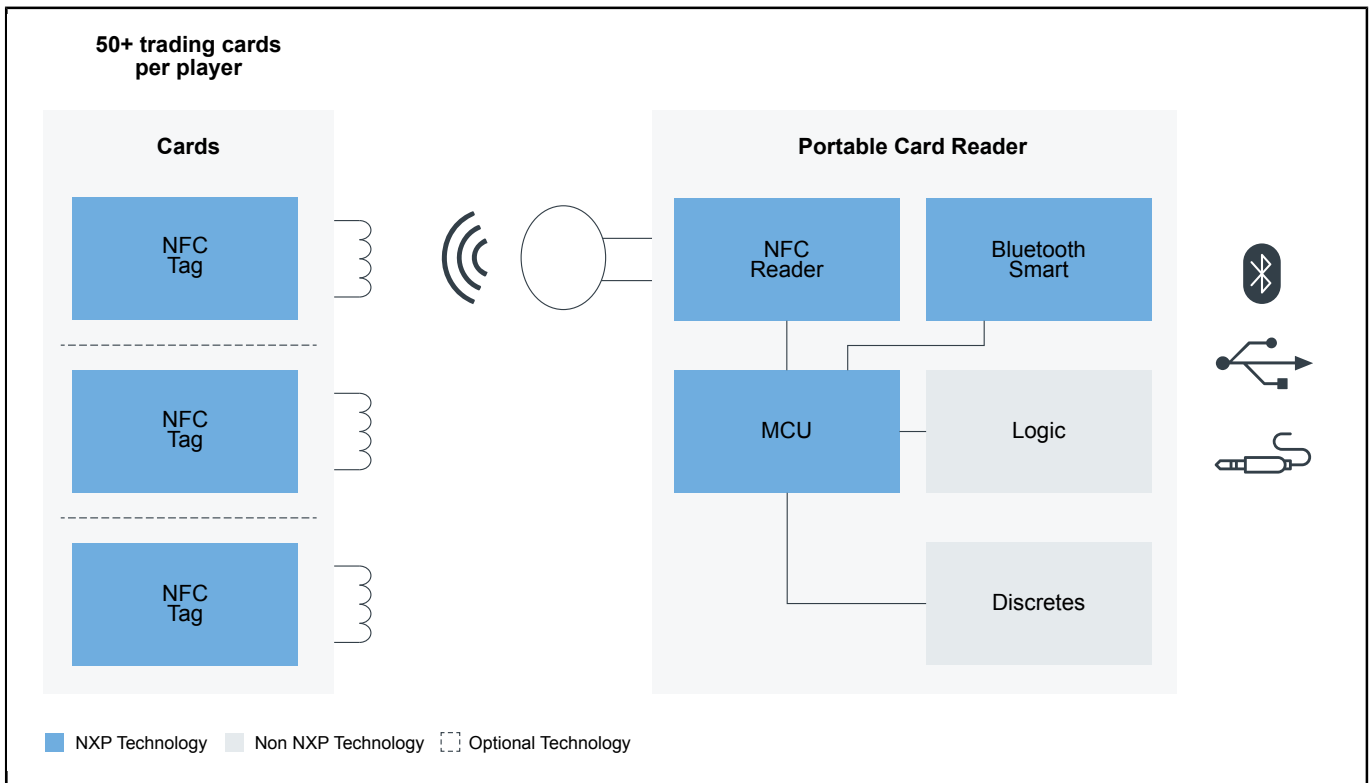 50+ trading cards
per player
Cards
NFC
Tag
NFC
Tag
NFC
Tag
Portable Card Reader
NFC
Reader
Bluetooth
Smart
MCU
Logic
Discretes
NXP Technology
Non NXP Technology
Optional Technology